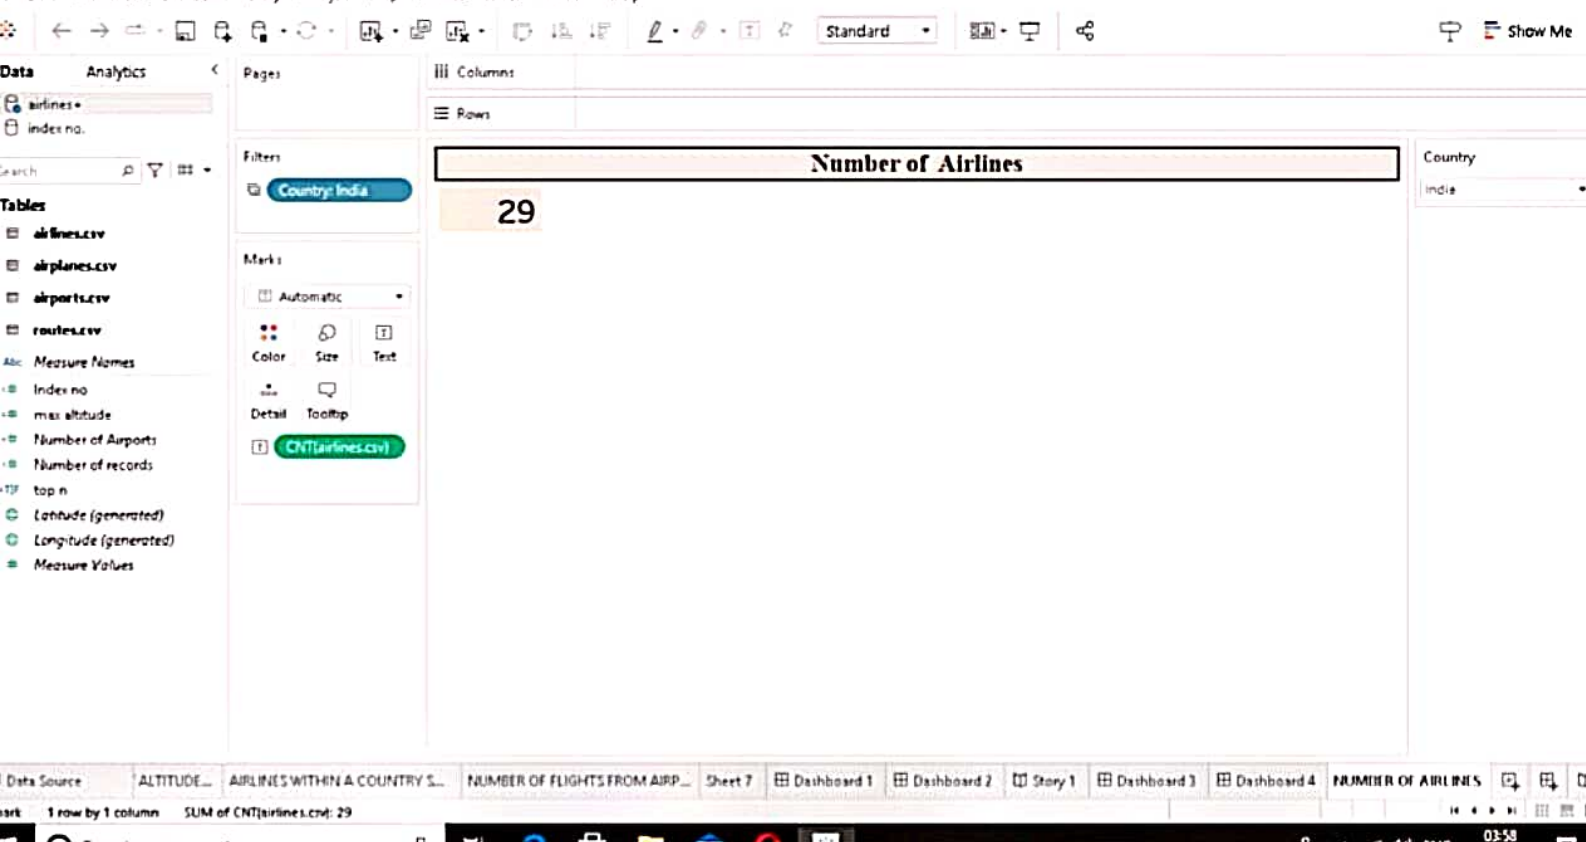 Standard
Show Me
Data Analytics
Pages
Columns
airlines+
index no.
Rows
Search
Filters
Country: India
Number of Airlines
29
Country
India
Tables
airlines.csv
airplanes.csv
airports.csv
routes.csv
Abc Measure Names
Index no
max altitude
Number of Airports
Number of records
top n
Latitude (generated)
Longitude (generated)
Measure Values
Marks
Automatic
Color Size Text
Detail Tooltip
CNT(airlines.csv)
Data Source ALTITUDE... AIRLINES WITHIN A COUNTRY S... NUMBER OF FLIGHTS FROM AIRP... Sheet 7 Dashboard 1 Dashboard 2 Story 1 Dashboard 3 Dashboard 4 NUMBER OF AIRLINES
1 row by 1 column SUM of CNT(airlines.csv): 29
03:58